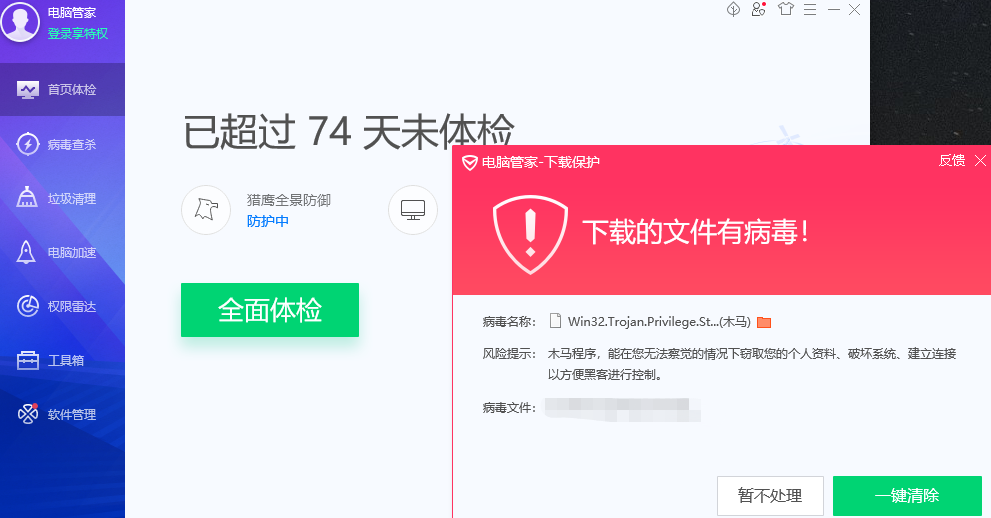 电脑管家
登录享特权
首页体检
病毒查杀
垃圾清理
电脑加速
权限雷达
工具箱
软件管理
已超过 74 天未体检
猎鹰全景防御
防护中
全面体检
电脑管家-下载保护
反馈
下载的文件有病毒!
病毒名称: Win32.Trojan.Privilege.St...(木马)
风险提示: 木马程序，能在您无法察觉的情况下窃取您的个人资料、破坏系统、建立连接
以方便黑客进行控制。
病毒文件:
暂不处理
一键清除